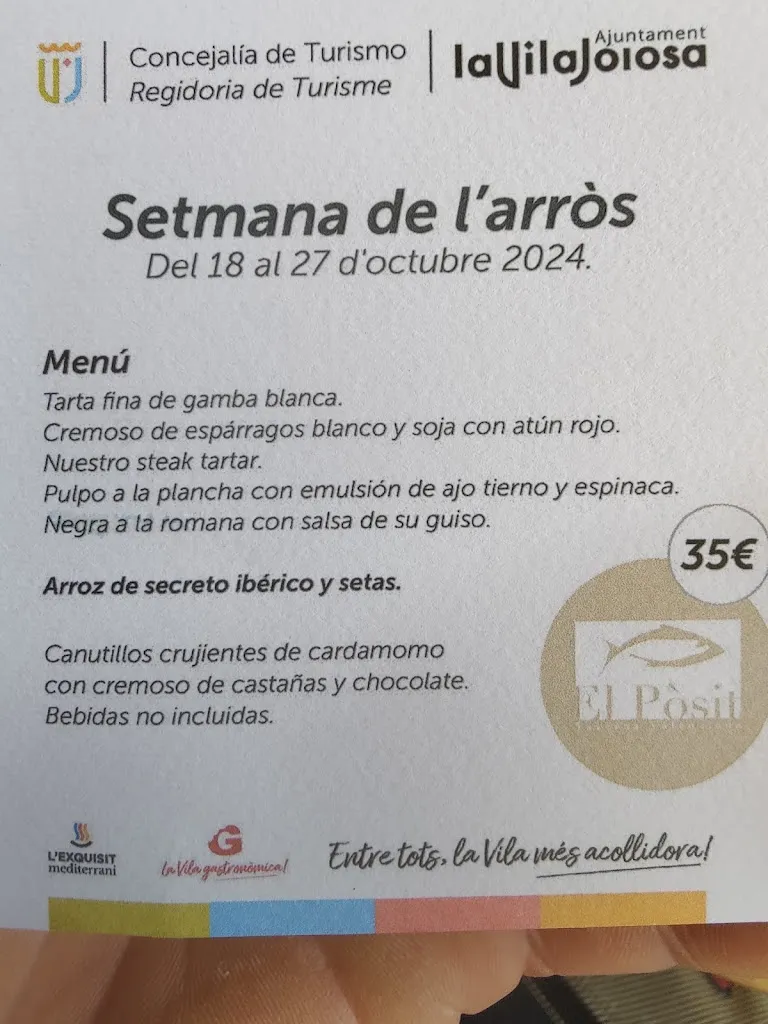 Concejalía de Turismo
Regidoria de Turisme
Ajuntament
laVilaJoiosa
Setmana de l'arròs
Del 18 al 27 d'octubre 2024.
Menú
Tarta fina de gamba blanca.
Cremoso de espárragos blanco y soja con atún rojo.
Nuestro steak tartar.
Pulpo a la plancha con emulsión de ajo tierno y espinaca.
Negra a la romana con salsa de su guiso.
35€
Arroz de secreto ibérico y setas.
Canutillos crujientes de cardamomo
con cremoso de castañas y chocolate.
Bebidas no incluidas.
El Pòsit
L'EXQUISIT
mediterrani
G
la Vila gastronòmica!
Entre tots, la Vila més acollidora!